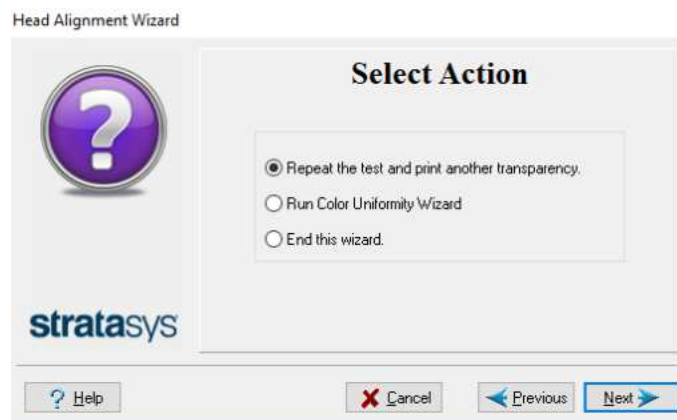 Head Alignment Wizard
Select Action
Repeat the test and print another transparency.
Run Color Uniformity Wizard
End this wizard.
stratasys
? Help
Cancel
Previous
Next